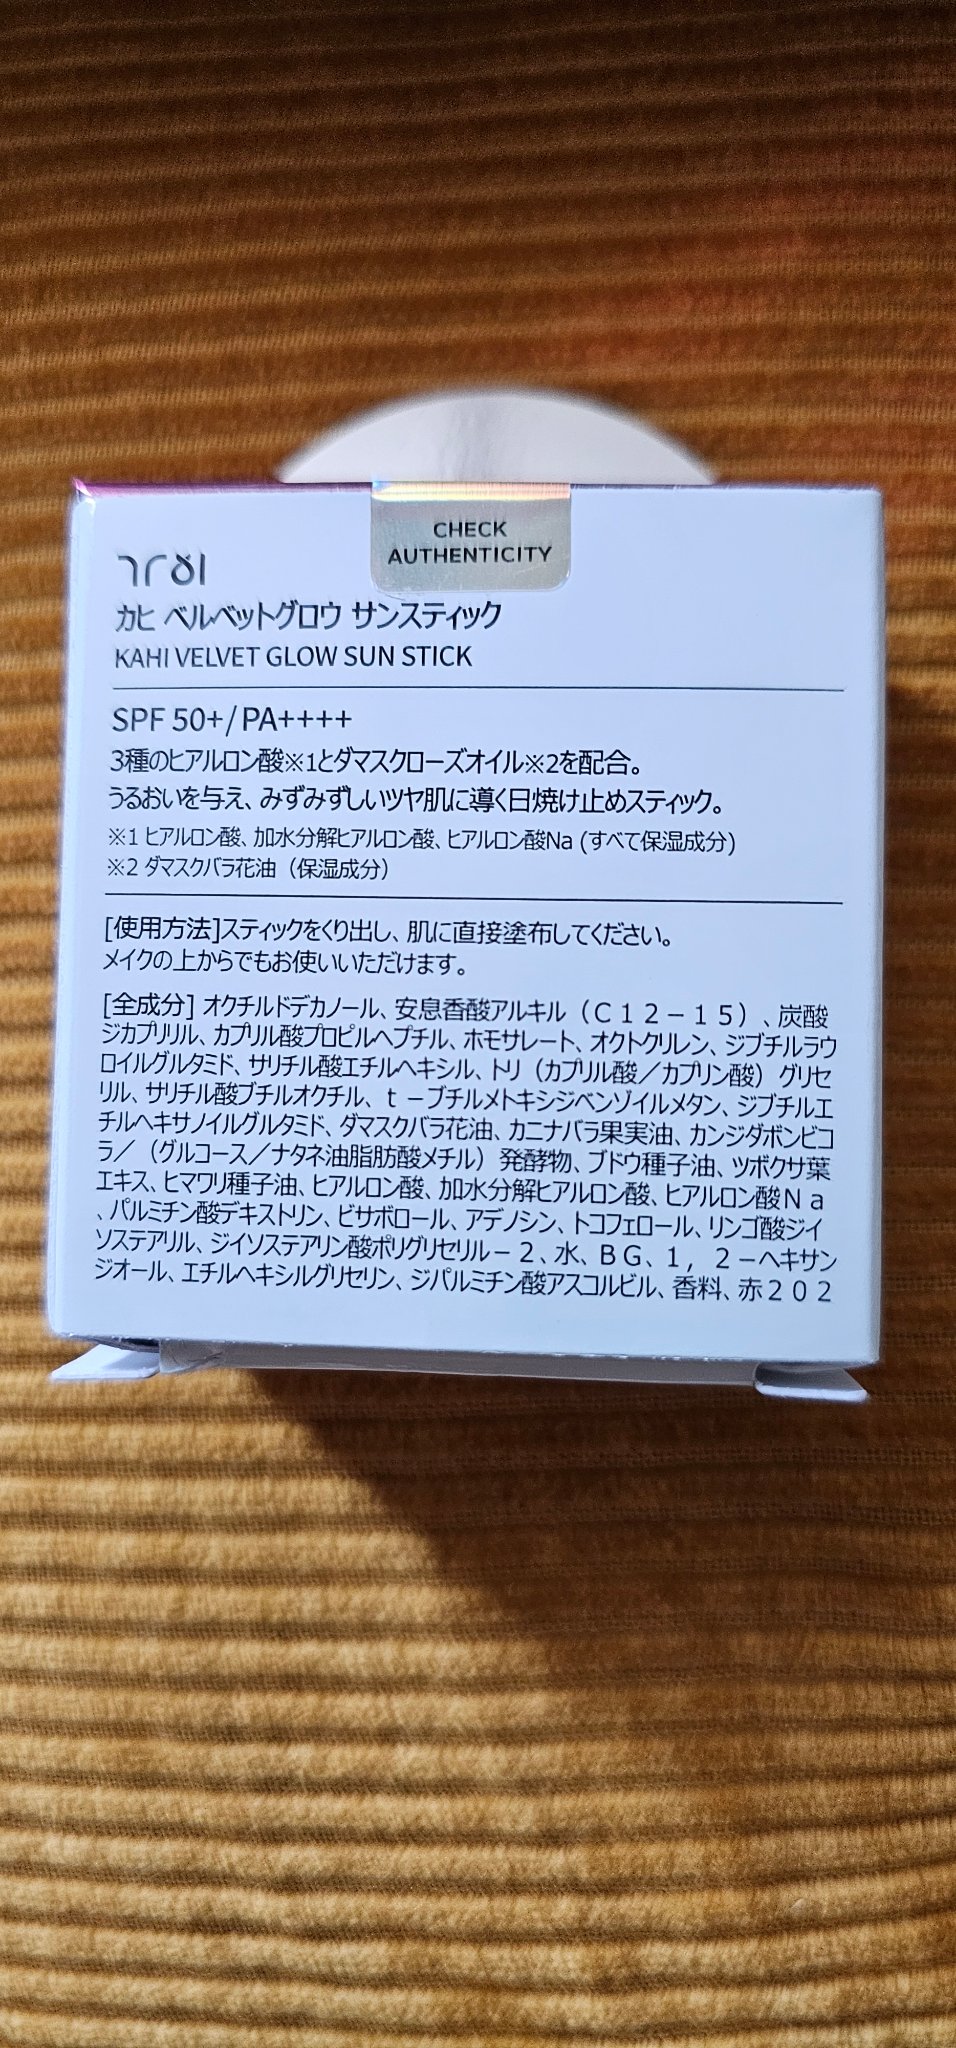 CHECK
AUTHENTICITY
カヒ ベルベットグロウ サンスティック
KAHI VELVET GLOW SUN STICK
SPF 50+/PA++++
3種のヒアルロン酸※1とダマスクローズオイル※2を配合。
うるおいを与え、みずみずしいツヤ肌に導く日焼け止めスティック。
※1 ヒアルロン酸、加水分解ヒアルロン酸、ヒアルロン酸Na (すべて保湿成分)
※2 ダマスクバラ花油（保湿成分）
[使用方法]スティックをくり出し、肌に直接塗布してください。
メイクの上からでもお使いいただけます。
[全成分] オクチルドデカノール、安息香酸アルキル（Ｃ１２－１５）、炭酸
ジカプリリル、カプリル酸プロピルヘプチル、ホモサレート、オクトクリレン、ジブチルラウ
ロイルグルタミド、サリチル酸エチルヘキシル、トリ（カプリル酸／カプリン酸）グリセ
リル、サリチル酸ブチルオクチル、ｔ－ブチルメトキシジベンゾイルメタン、ジブチルエ
チルヘキサノイルグルタミド、ダマスクバラ花油、カニナバラ果実油、カンジダボンビコ
ラ／（グルコース／ナタネ油脂肪酸メチル）発酵物、ブドウ種子油、ツボクサ葉
エキス、ヒマワリ種子油、ヒアルロン酸、加水分解ヒアルロン酸、ヒアルロン酸Ｎａ
、パルミチン酸デキストリン、ビサボロール、アデノシン、トコフェロール、リンゴ酸ジイ
ソステアリル、ジイソステアリン酸ポリグリセリル－２、水、ＢＧ、１，２－ヘキサン
ジオール、エチルヘキシルグリセリン、ジパルミチン酸アスコルビル、香料、赤２０２